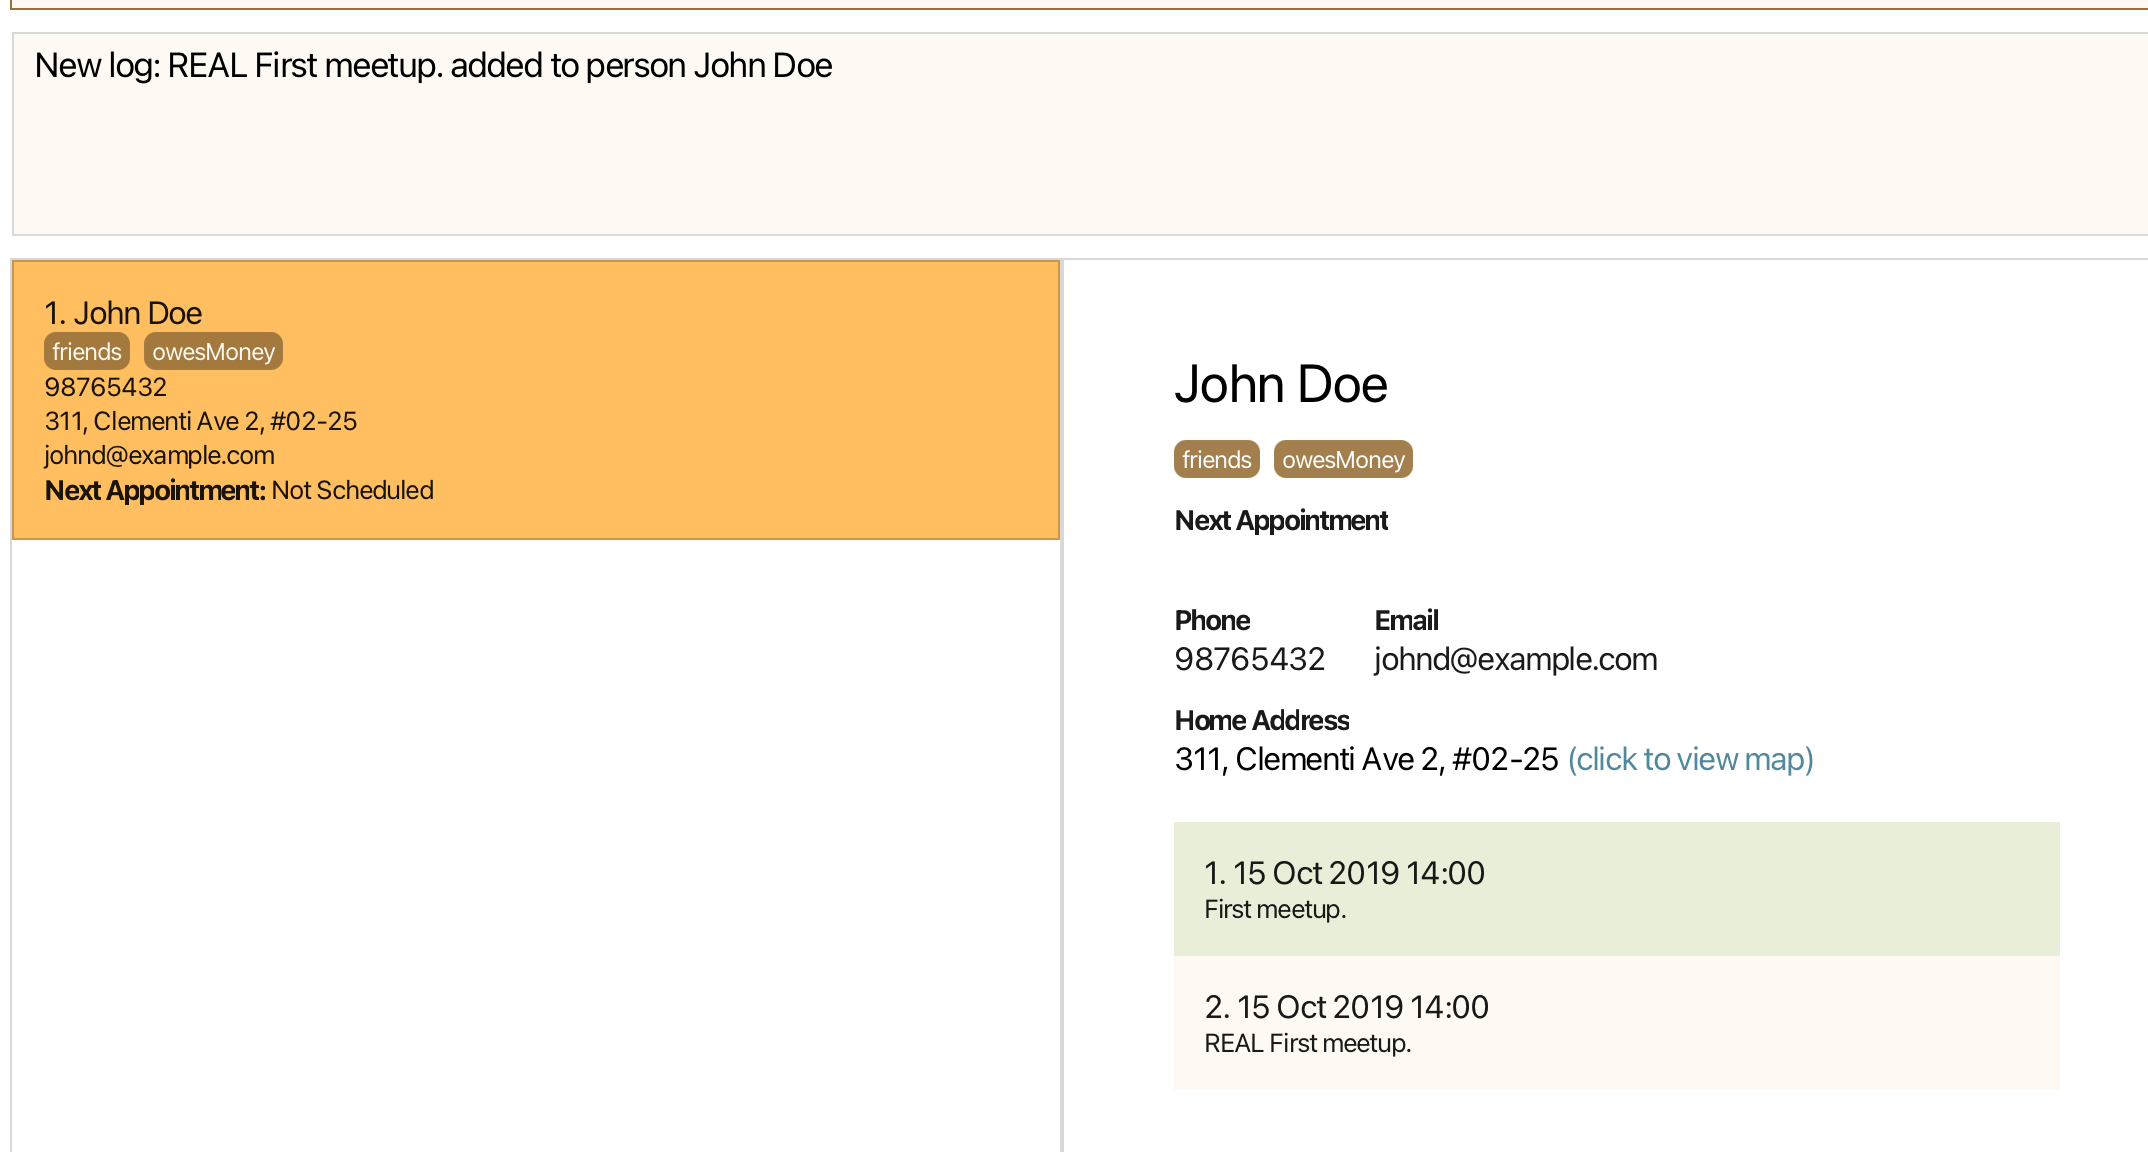 New log: REAL First meetup. added to person John Doe
1. John Doe
friends owesMoney
98765432
311, Clementi Ave 2, #02-25
johnd@example.com
Next Appointment: Not Scheduled
John Doe
friends owesMoney
Next Appointment
Phone Email
98765432 johnd@example.com
Home Address
311, Clementi Ave 2, #02-25 (click to view map)
1. 15 Oct 2019 14:00
First meetup.
2. 15 Oct 2019 14:00
REAL First meetup.